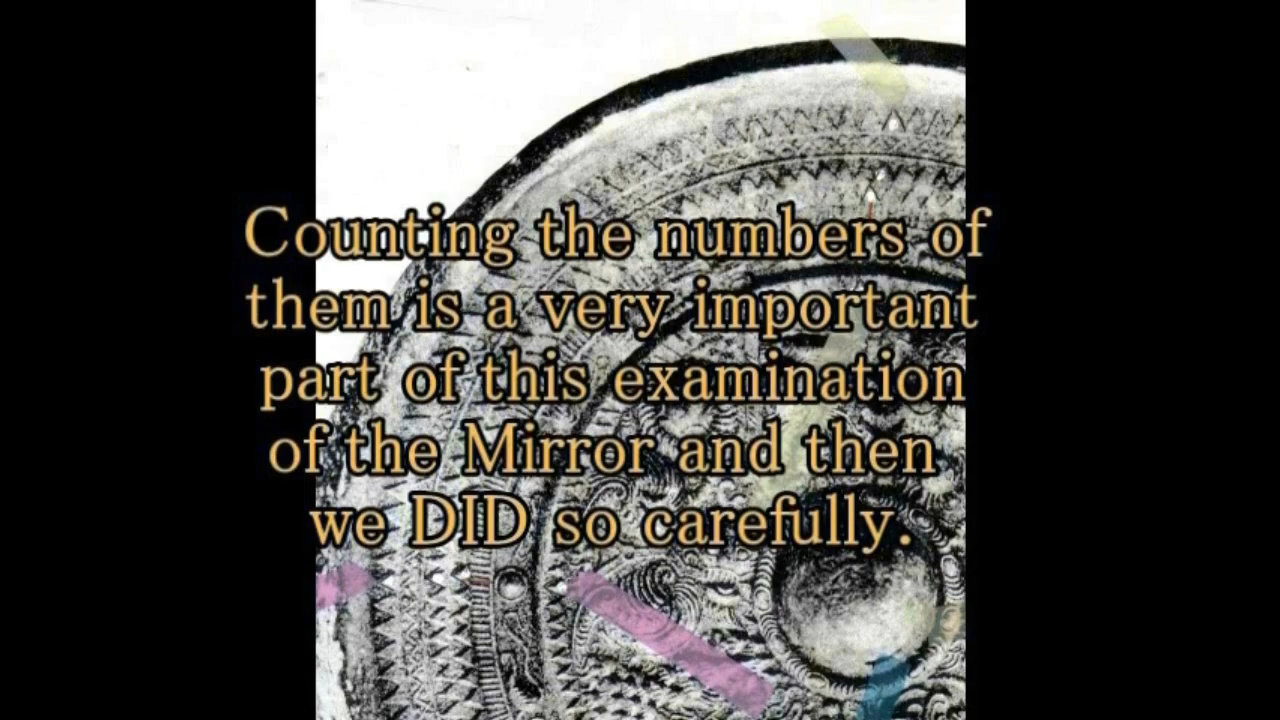 Counting the numbers of
them is a very important
part of this examination
of the Mirror and then
we DID so carefully.